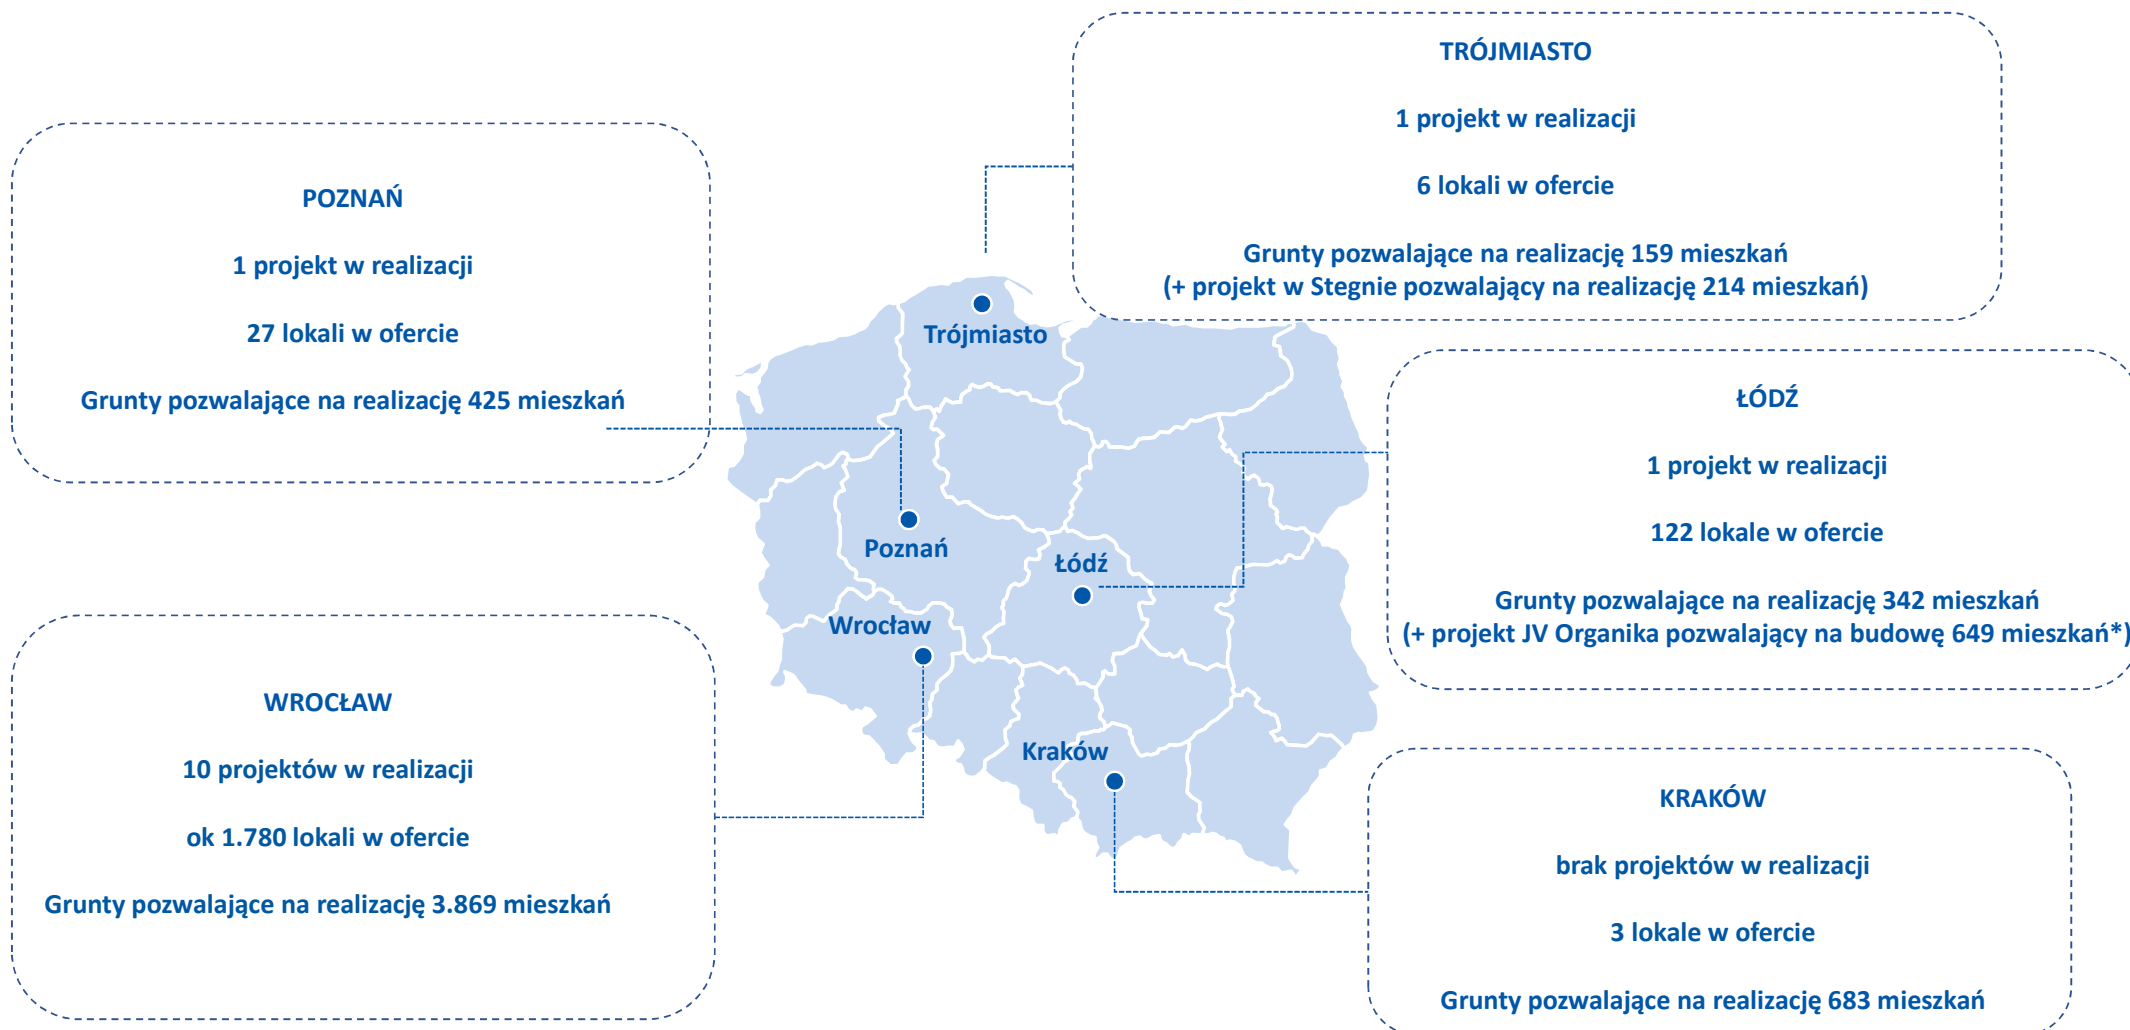 TRÓJMIASTO
1 projekt w realizacji
6 lokali w ofercie
Grunty pozwalające na realizację 159 mieszkań
(+ projekt w Stegnie pozwalający na realizację 214 mieszkań)
POZNAŃ
1 projekt w realizacji
27 lokali w ofercie
Grunty pozwalające na realizację 425 mieszkań
Trójmiasto
Poznań
Łódź
Wrocław
Kraków
ŁÓDŹ
1 projekt w realizacji
122 lokale w ofercie
Grunty pozwalające na realizację 342 mieszkań
(+ projekt JV Organika pozwalający na budowę 649 mieszkań*)
WROCŁAW
10 projektów w realizacji
ok 1.780 lokali w ofercie
Grunty pozwalające na realizację 3.869 mieszkań
KRAKÓW
brak projektów w realizacji
3 lokale w ofercie
Grunty pozwalające na realizację 683 mieszkań